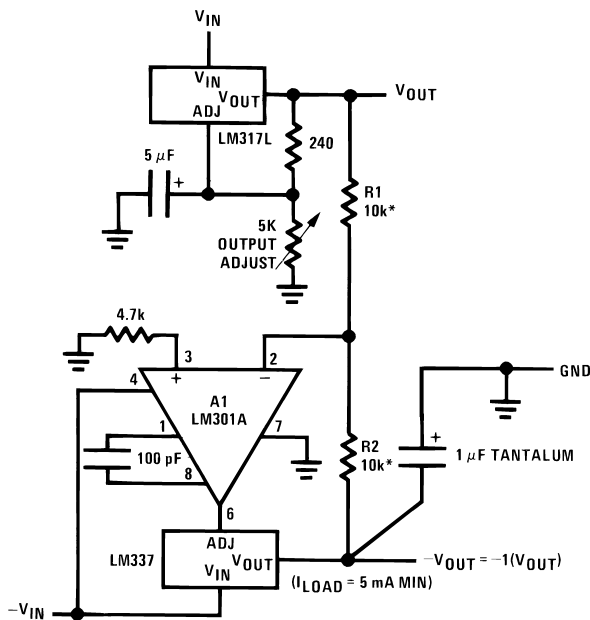 VIN
VIN
VOUT
ADJ
LM317L
VOUT
240
5 µF
+
R1
10k*
5K
OUTPUT
ADJUST
4.7k
3
2
+
−
4
A1
LM301A
7
1
100 pF
8
6
GND
R2
10k*
+
1 µF TANTALUM
LM337
ADJ
VOUT
VIN
−VOUT = −1(VOUT)
(ILOAD = 5 mA MIN)
−VIN